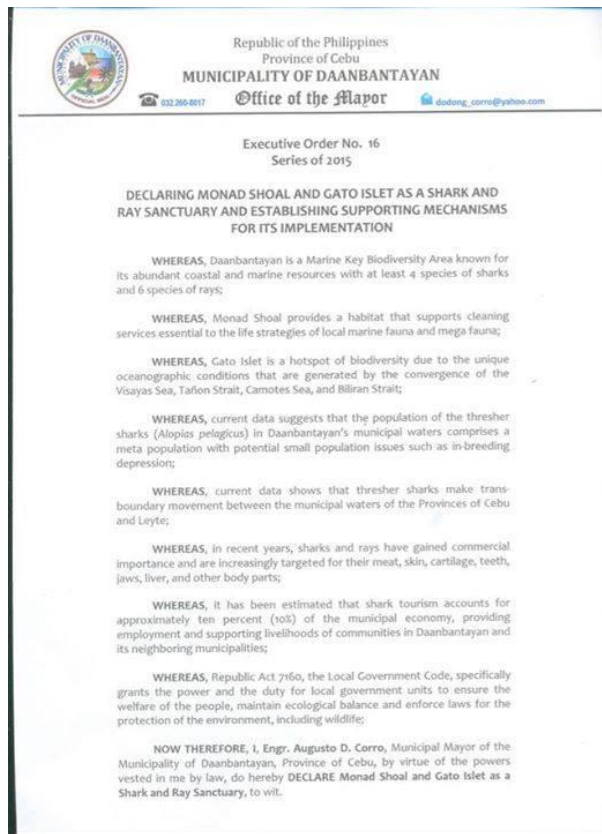 Republic of the Philippines
Province of Cebu
MUNICIPALITY OF DAANBANTAYAN
Office of the Mayor
032.260-8017
dodong_corro@yahoo.com
MUNICIPALITY OF DAANBANTAYAN
OFFICIAL SEAL
Executive Order No. 16
Series of 2015
DECLARING MONAD SHOAL AND GATO ISLET AS A SHARK AND
RAY SANCTUARY AND ESTABLISHING SUPPORTING MECHANISMS
FOR ITS IMPLEMENTATION
WHEREAS, Daanbantayan is a Marine Key Biodiversity Area known for
its abundant coastal and marine resources with at least 4 species of sharks
and 6 species of rays;
WHEREAS, Monad Shoal provides a habitat that supports cleaning
services essential to the life strategies of local marine fauna and mega fauna;
WHEREAS, Gato Islet is a hotspot of biodiversity due to the unique
oceanographic conditions that are generated by the convergence of the
Visayas Sea, Tañon Strait, Camotes Sea, and Biliran Strait;
WHEREAS, current data suggests that the population of the thresher
sharks (Alopias pelagicus) in Daanbantayan's municipal waters comprises a
meta population with potential small population issues such as in-breeding
depression;
WHEREAS, current data shows that thresher sharks make trans-
boundary movement between the municipal waters of the Provinces of Cebu
and Leyte;
WHEREAS, in recent years, sharks and rays have gained commercial
importance and are increasingly targeted for their meat, skin, cartilage, teeth,
jaws, liver, and other body parts;
WHEREAS, it has been estimated that shark tourism accounts for
approximately ten percent (10%) of the municipal economy, providing
employment and supporting livelihoods of communities in Daanbantayan and
its neighboring municipalities;
WHEREAS, Republic Act 7160, the Local Government Code, specifically
grants the power and the duty for local government units to ensure the
welfare of the people, maintain ecological balance and enforce laws for the
protection of the environment, including wildlife;
NOW THEREFORE, I, Engr. Augusto D. Corro, Municipal Mayor of the
Municipality of Daanbantayan, Province of Cebu, by virtue of the powers
vested in me by law, do hereby DECLARE Monad Shoal and Gato Islet as a
Shark and Ray Sanctuary, to wit.